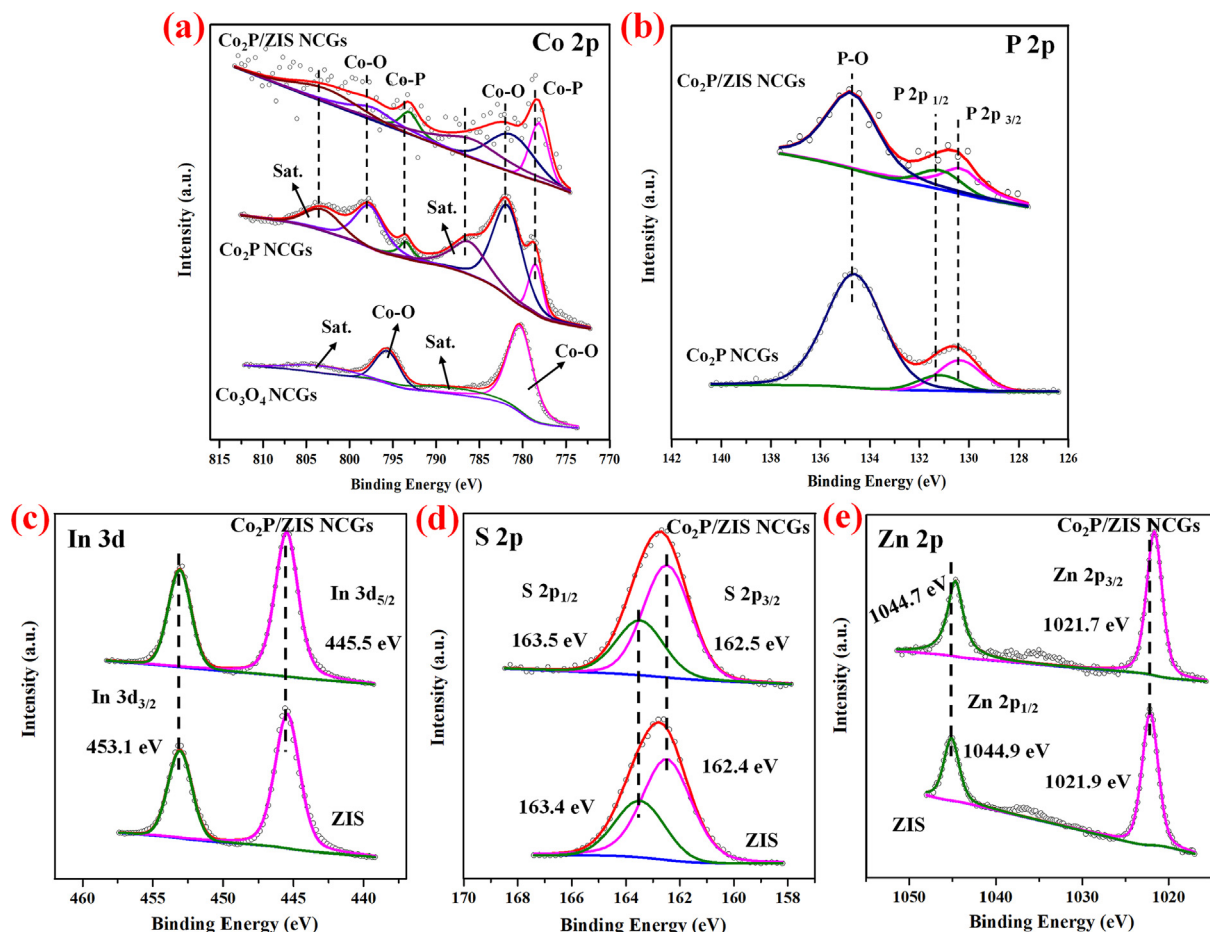 (a)
Co 2p
Co₂P/ZIS NCGs
Co-O
Co-P
Co-O
Co-P
Sat.
Sat.
Co₂P NCGs
Sat.
Co-O
Sat.
Co-O
Co₃O₄ NCGs
Intensity (a.u.)
815 810 805 800 795 790 785 780 775 770
Binding Energy (eV)
(b)
P 2p
P-O
Co₂P/ZIS NCGs
P 2p 1/2
P 2p 3/2
Co₂P NCGs
Intensity (a.u.)
142 140 138 136 134 132 130 128 126
Binding Energy (eV)
(c)
In 3d
Co₂P/ZIS NCGs
In 3d5/2
445.5 eV
In 3d3/2
453.1 eV
ZIS
Intensity (a.u.)
460 455 450 445 440
Binding Energy (eV)
(d)
S 2p
Co₂P/ZIS NCGs
S 2p1/2
S 2p3/2
163.5 eV
162.5 eV
162.4 eV
163.4 eV
ZIS
Intensity (a.u.)
170 168 166 164 162 160 158
Binding Energy (eV)
(e)
Zn 2p
Co₂P/ZIS NCGs
1044.7 eV
Zn 2p3/2
1021.7 eV
Zn 2p1/2
1044.9 eV
1021.9 eV
ZIS
Intensity (a.u.)
1050 1040 1030 1020
Binding Energy (eV)